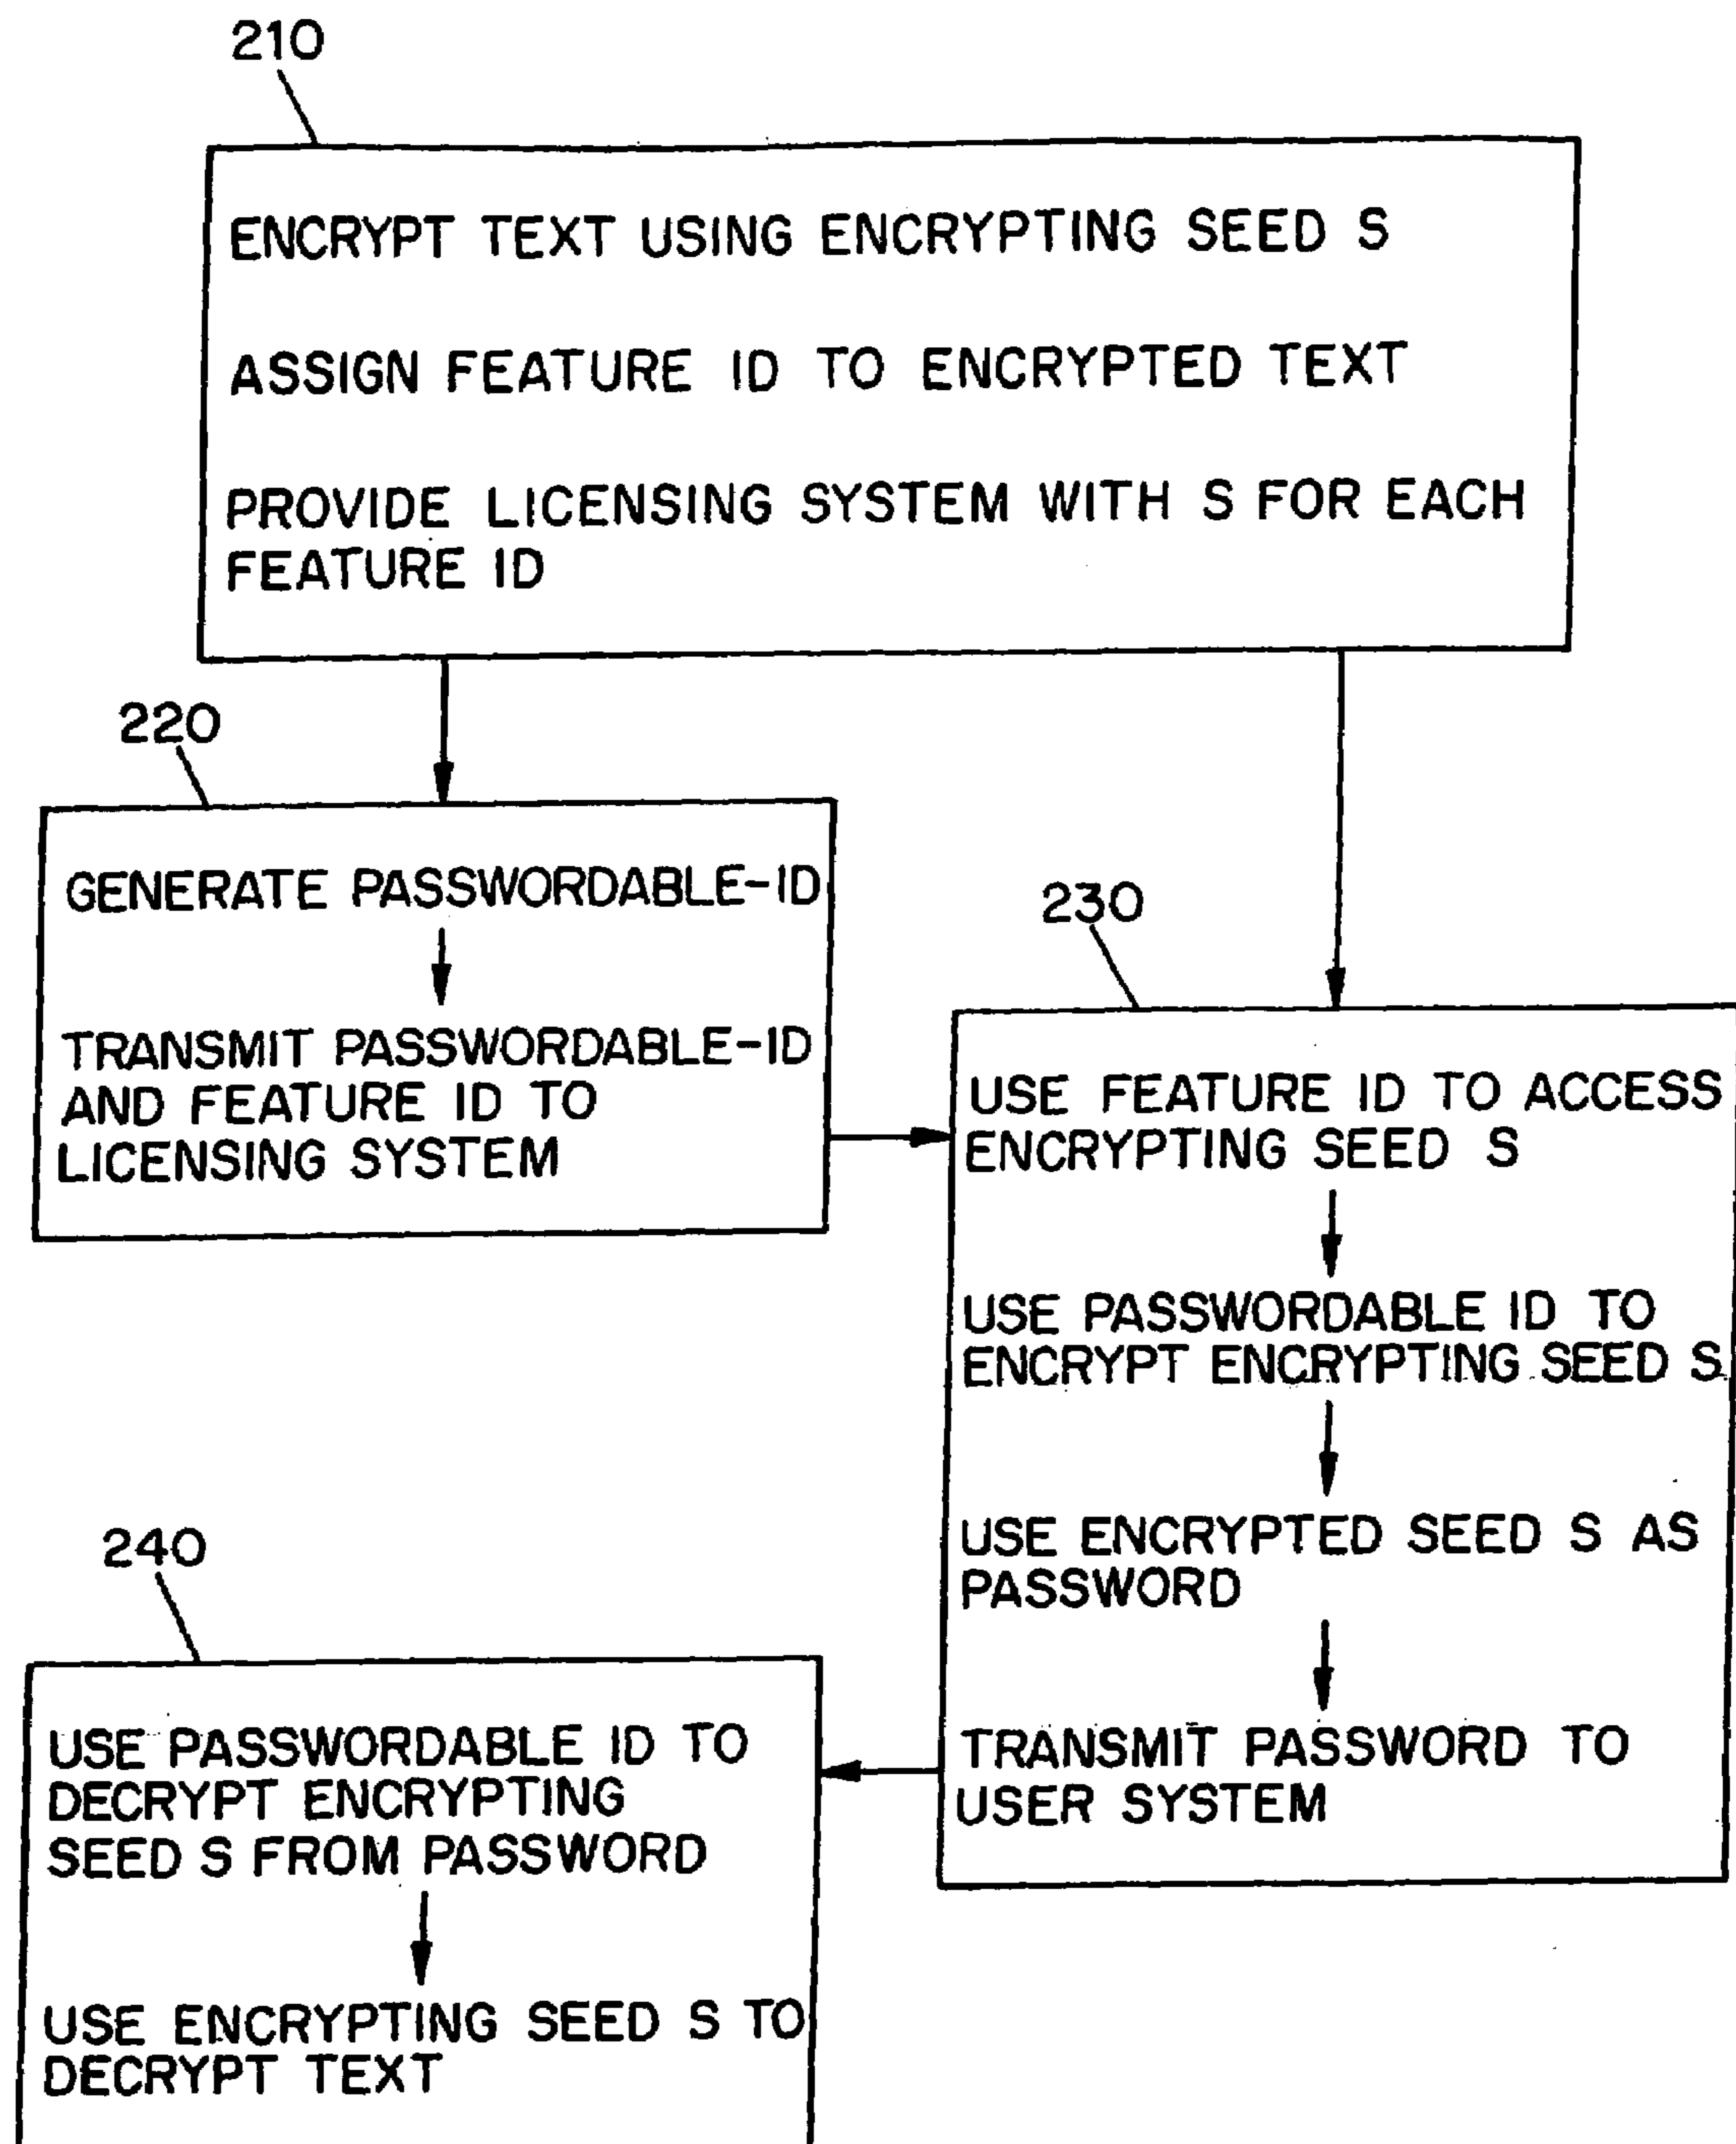 210
ENCRYPT TEXT USING ENCRYPTING SEED S
ASSIGN FEATURE ID TO ENCRYPTED TEXT
PROVIDE LICENSING SYSTEM WITH S FOR EACH
FEATURE ID
220
GENERATE PASSWORDABLE-ID
TRANSMIT PASSWORDABLE-ID
AND FEATURE ID TO
LICENSING SYSTEM
230
USE FEATURE ID TO ACCESS
ENCRYPTING SEED S
USE PASSWORDABLE ID TO
ENCRYPT ENCRYPTING SEED S
USE ENCRYPTED SEED S AS
PASSWORD
TRANSMIT PASSWORD TO
USER SYSTEM
240
USE PASSWORDABLE ID TO
DECRYPT ENCRYPTING
SEED S FROM PASSWORD
USE ENCRYPTING SEED S TO
DECRYPT TEXT